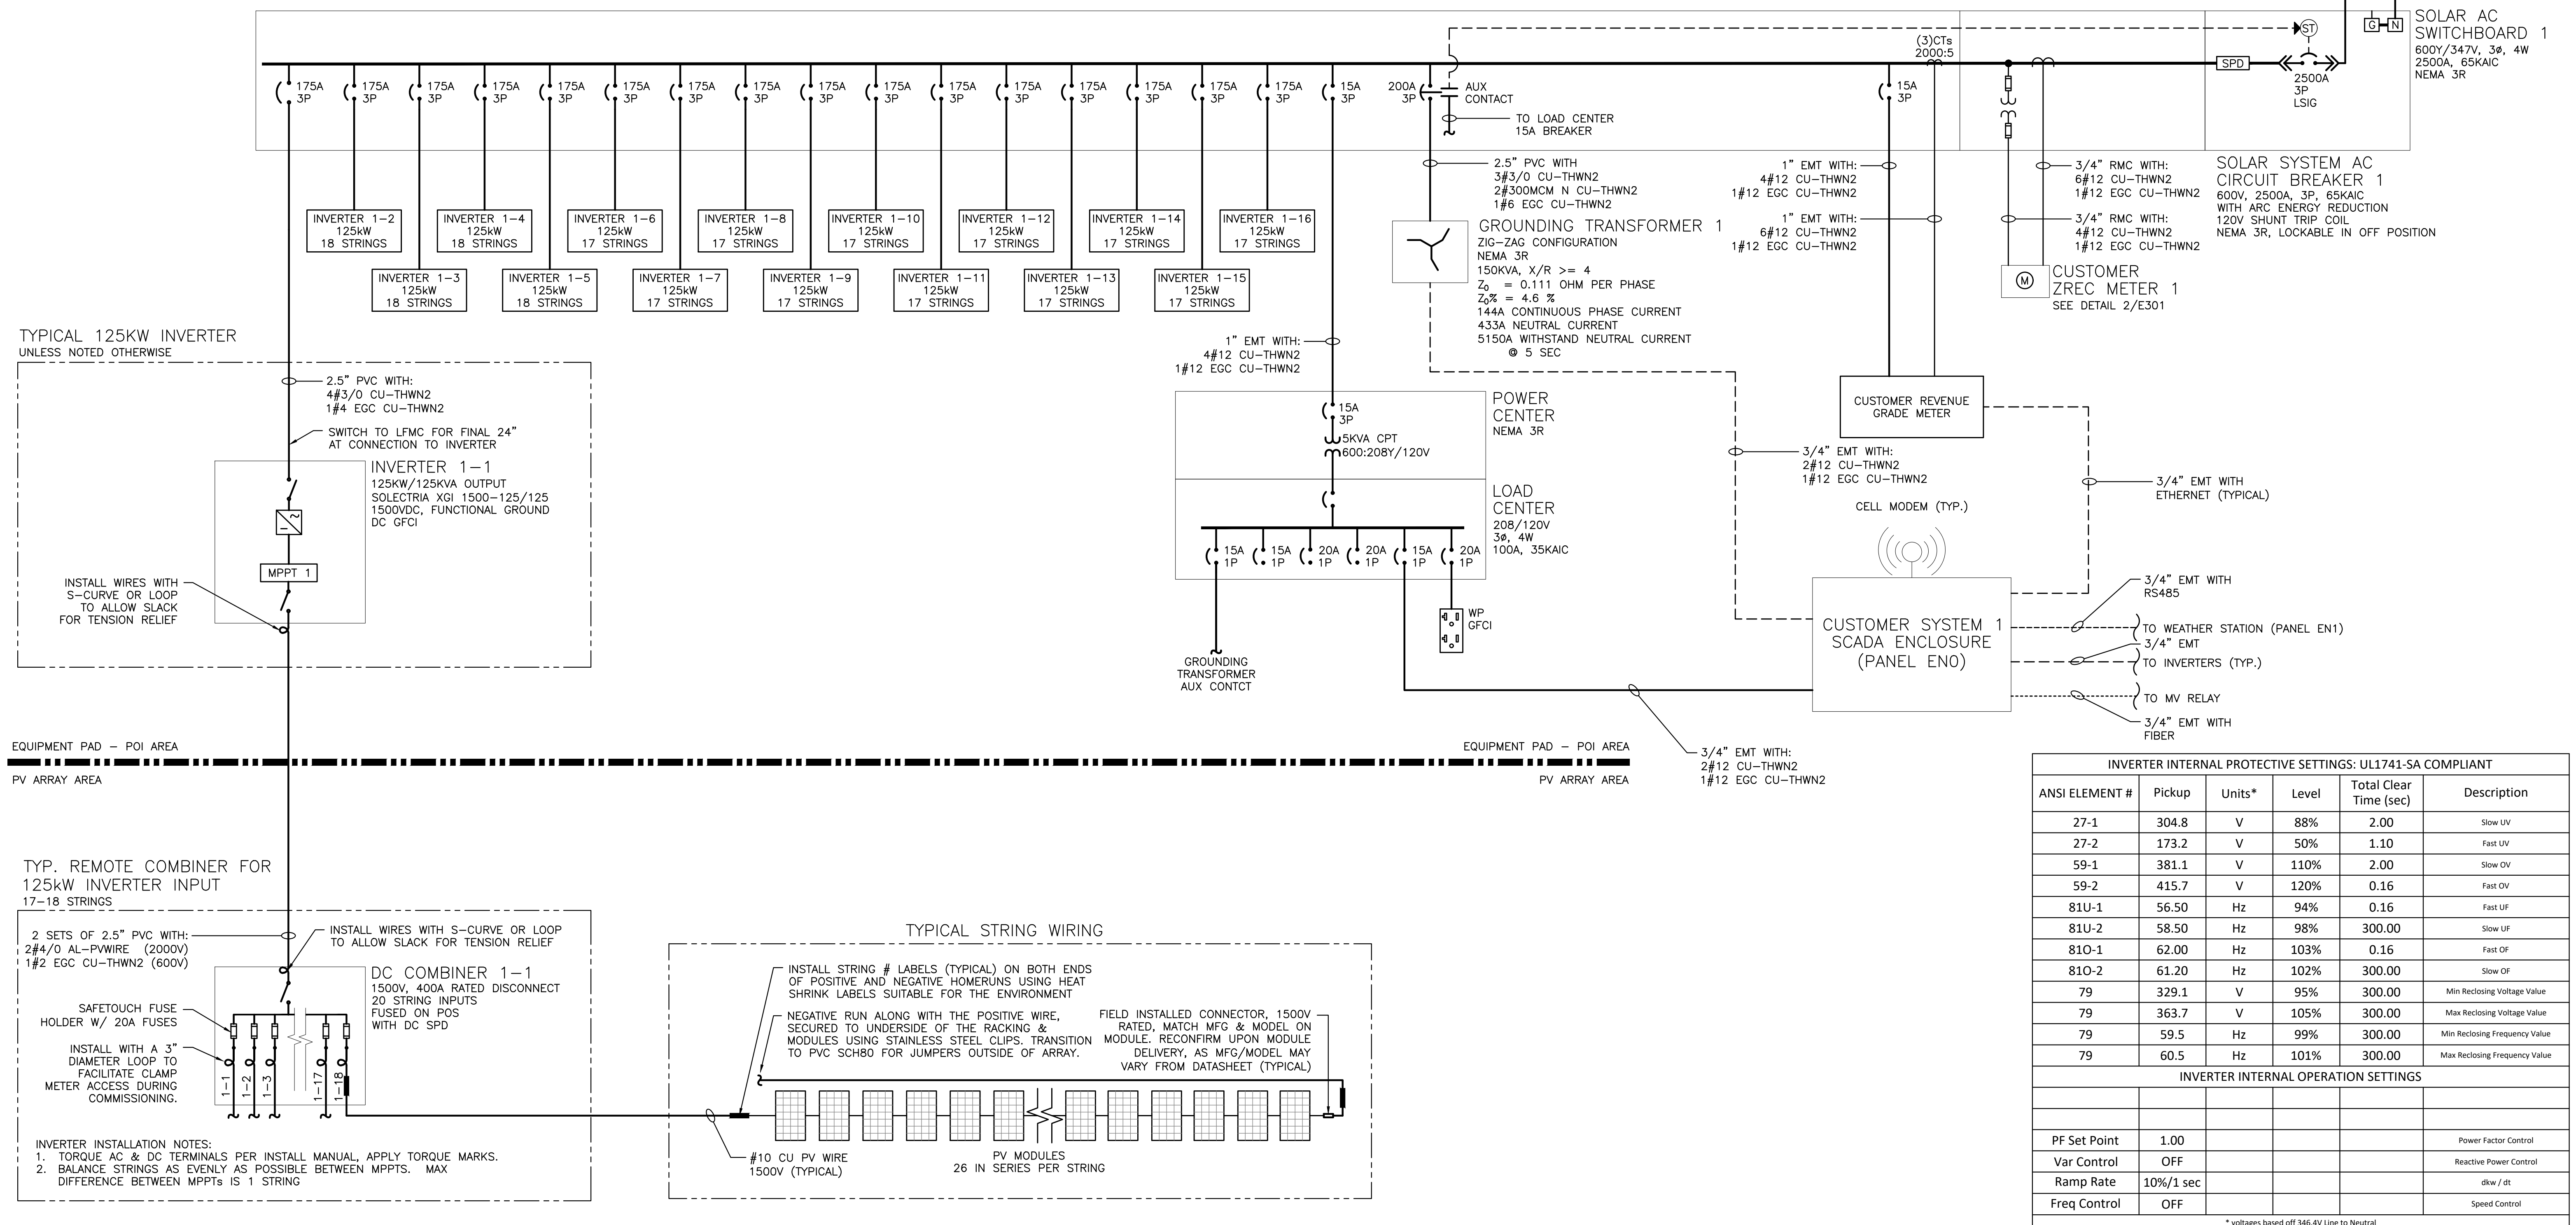 SOLAR AC
SWITCHBOARD 1
600Y/347V, 3ø, 4W
2500A, 65KAIC
NEMA 3R
G
N
ST
SPD
2500A
3P
LSIG
(3)CTs
2000:5
175A
3P
175A
3P
175A
3P
175A
3P
175A
3P
175A
3P
175A
3P
175A
3P
175A
3P
175A
3P
175A
3P
175A
3P
175A
3P
175A
3P
175A
3P
175A
3P
15A
3P
200A
3P
AUX
CONTACT
TO LOAD CENTER
15A BREAKER
15A
3P
INVERTER 1-2
125kW
18 STRINGS
INVERTER 1-4
125kW
18 STRINGS
INVERTER 1-6
125kW
17 STRINGS
INVERTER 1-8
125kW
17 STRINGS
INVERTER 1-10
125kW
17 STRINGS
INVERTER 1-12
125kW
17 STRINGS
INVERTER 1-14
125kW
17 STRINGS
INVERTER 1-16
125kW
17 STRINGS
INVERTER 1-3
125kW
18 STRINGS
INVERTER 1-5
125kW
18 STRINGS
INVERTER 1-7
125kW
17 STRINGS
INVERTER 1-9
125kW
17 STRINGS
INVERTER 1-11
125kW
17 STRINGS
INVERTER 1-13
125kW
17 STRINGS
INVERTER 1-15
125kW
17 STRINGS
2.5" PVC WITH
3#3/0 CU-THWN2
2#300MCM N CU-THWN2
1#6 EGC CU-THWN2
GROUNDING TRANSFORMER 1
ZIG-ZAG CONFIGURATION
NEMA 3R
150KVA, X/R >= 4
Z0 = 0.111 OHM PER PHASE
Z0% = 4.6 %
144A CONTINUOUS PHASE CURRENT
433A NEUTRAL CURRENT
5150A WITHSTAND NEUTRAL CURRENT
@ 5 SEC
1" EMT WITH:
4#12 CU-THWN2
1#12 EGC CU-THWN2
1" EMT WITH:
6#12 CU-THWN2
1#12 EGC CU-THWN2
3/4" RMC WITH:
6#12 CU-THWN2
1#12 EGC CU-THWN2
3/4" RMC WITH:
4#12 CU-THWN2
1#12 EGC CU-THWN2
SOLAR SYSTEM AC
CIRCUIT BREAKER 1
600V, 2500A, 3P, 65KAIC
WITH ARC ENERGY REDUCTION
120V SHUNT TRIP COIL
NEMA 3R, LOCKABLE IN OFF POSITION
M
CUSTOMER
ZREC METER 1
SEE DETAIL 2/E301
TYPICAL 125KW INVERTER
UNLESS NOTED OTHERWISE
2.5" PVC WITH:
4#3/0 CU-THWN2
1#4 EGC CU-THWN2
SWITCH TO LFMC FOR FINAL 24"
AT CONNECTION TO INVERTER
INVERTER 1-1
125KW/125KVA OUTPUT
SOLECTRIA XGI 1500-125/125
1500VDC, FUNCTIONAL GROUND
DC GFCI
MPPT 1
INSTALL WIRES WITH
S-CURVE OR LOOP
TO ALLOW SLACK
FOR TENSION RELIEF
1" EMT WITH:
4#12 CU-THWN2
1#12 EGC CU-THWN2
15A
3P
5KVA CPT
600:208Y/120V
POWER
CENTER
NEMA 3R
LOAD
CENTER
208/120V
3ø, 4W
100A, 35KAIC
15A
1P
15A
1P
20A
1P
20A
1P
15A
1P
20A
1P
WP
GFCI
GROUNDING
TRANSFORMER
AUX CONTCT
CUSTOMER REVENUE
GRADE METER
3/4" EMT WITH:
2#12 CU-THWN2
1#12 EGC CU-THWN2
3/4" EMT WITH
ETHERNET (TYPICAL)
CELL MODEM (TYP.)
CUSTOMER SYSTEM 1
SCADA ENCLOSURE
(PANEL EN0)
3/4" EMT WITH
RS485
TO WEATHER STATION (PANEL EN1)
3/4" EMT
TO INVERTERS (TYP.)
TO MV RELAY
3/4" EMT WITH
FIBER
3/4" EMT WITH:
2#12 CU-THWN2
1#12 EGC CU-THWN2
EQUIPMENT PAD - POI AREA
EQUIPMENT PAD - POI AREA
PV ARRAY AREA
PV ARRAY AREA
TYP. REMOTE COMBINER FOR
125kW INVERTER INPUT
17-18 STRINGS
2 SETS OF 2.5" PVC WITH:
2#4/0 AL-PVWIRE (2000V)
1#2 EGC CU-THWN2 (600V)
INSTALL WIRES WITH S-CURVE OR LOOP
TO ALLOW SLACK FOR TENSION RELIEF
DC COMBINER 1-1
1500V, 400A RATED DISCONNECT
20 STRING INPUTS
FUSED ON POS
WITH DC SPD
SAFETOUCH FUSE
HOLDER W/ 20A FUSES
INSTALL WITH A 3"
DIAMETER LOOP TO
FACILITATE CLAMP
METER ACCESS DURING
COMMISSIONING.
1-1
1-2
1-3
1-17
1-18
INVERTER INSTALLATION NOTES:
1. TORQUE AC & DC TERMINALS PER INSTALL MANUAL, APPLY TORQUE MARKS.
2. BALANCE STRINGS AS EVENLY AS POSSIBLE BETWEEN MPPTS. MAX
DIFFERENCE BETWEEN MPPTs IS 1 STRING
TYPICAL STRING WIRING
INSTALL STRING # LABELS (TYPICAL) ON BOTH ENDS
OF POSITIVE AND NEGATIVE HOMERUNS USING HEAT
SHRINK LABELS SUITABLE FOR THE ENVIRONMENT
NEGATIVE RUN ALONG WITH THE POSITIVE WIRE,
SECURED TO UNDERSIDE OF THE RACKING &
MODULES USING STAINLESS STEEL CLIPS. TRANSITION
TO PVC SCH80 FOR JUMPERS OUTSIDE OF ARRAY.
FIELD INSTALLED CONNECTOR, 1500V
RATED, MATCH MFG & MODEL ON
MODULE. RECONFIRM UPON MODULE
DELIVERY, AS MFG/MODEL MAY
VARY FROM DATASHEET (TYPICAL)
#10 CU PV WIRE
1500V (TYPICAL)
PV MODULES
26 IN SERIES PER STRING
INVERTER INTERNAL PROTECTIVE SETTINGS: UL1741-SA COMPLIANT
ANSI ELEMENT # Pickup Units* Level Total Clear Time (sec) Description
27-1 304.8 V 88% 2.00 Slow UV
27-2 173.2 V 50% 1.10 Fast UV
59-1 381.1 V 110% 2.00 Slow OV
59-2 415.7 V 120% 0.16 Fast OV
81U-1 56.50 Hz 94% 0.16 Fast UF
81U-2 58.50 Hz 98% 300.00 Slow UF
81O-1 62.00 Hz 103% 0.16 Fast OF
81O-2 61.20 Hz 102% 300.00 Slow OF
79 329.1 V 95% 300.00 Min Reclosing Voltage Value
79 363.7 V 105% 300.00 Max Reclosing Voltage Value
79 59.5 Hz 99% 300.00 Min Reclosing Frequency Value
79 60.5 Hz 101% 300.00 Max Reclosing Frequency Value
INVERTER INTERNAL OPERATION SETTINGS
PF Set Point 1.00 Power Factor Control
Var Control OFF Reactive Power Control
Ramp Rate 10%/1 sec dkw / dt
Freq Control OFF Speed Control
* voltages based off 346.4V Line to Neutral